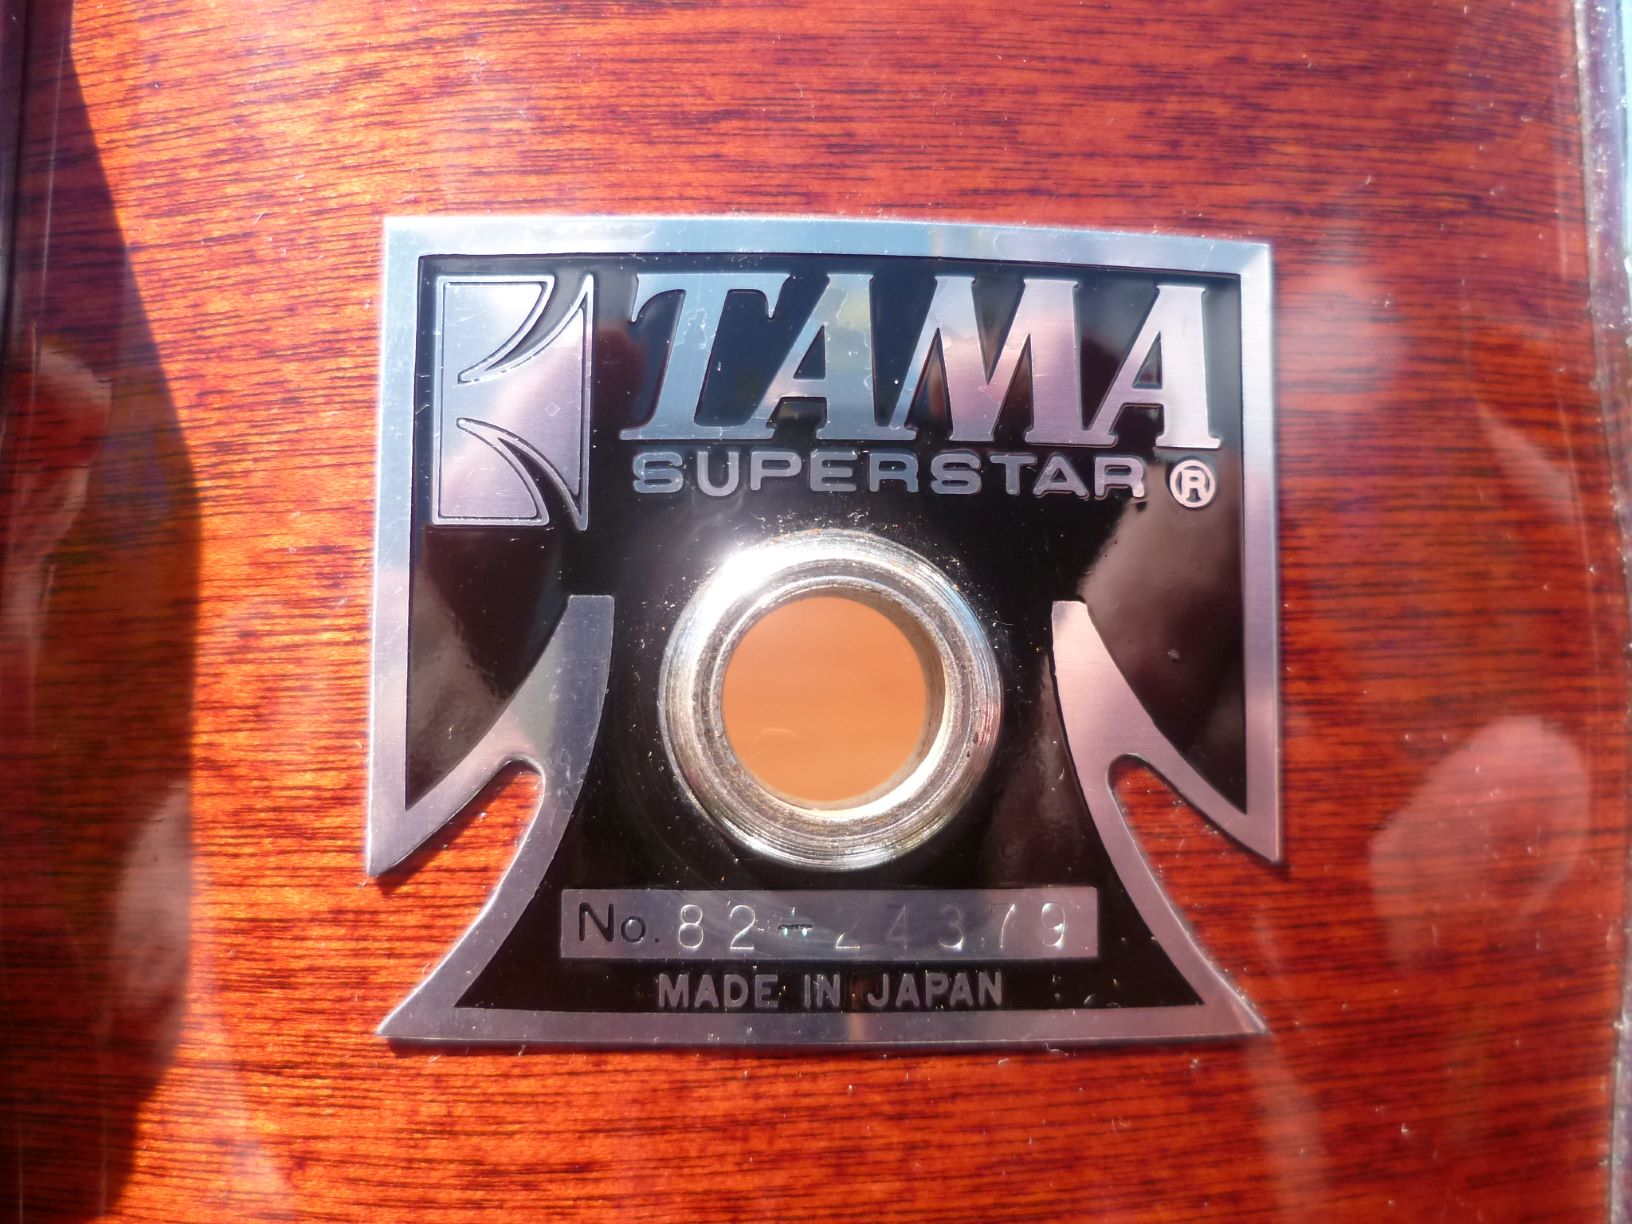 TAMA
SUPERSTAR ®
No. 82-24379
MADE IN JAPAN